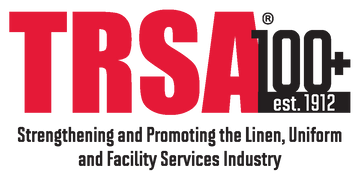 TRSA®
100+
est. 1912
Strengthening and Promoting the Linen, Uniform
and Facility Services Industry